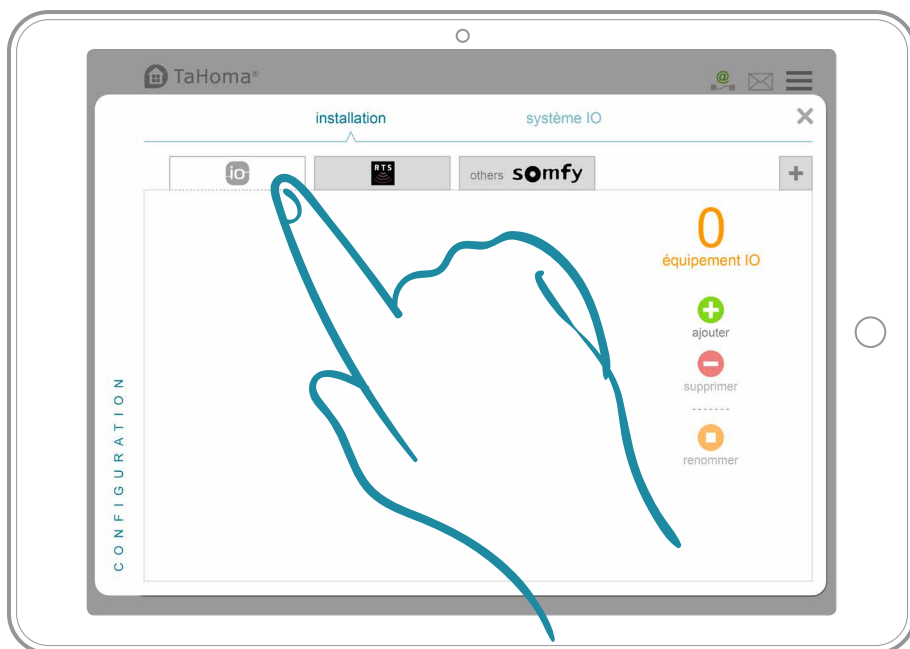 TaHoma®
@
installation
système IO
io
RTS
others somfy
0
équipement IO
ajouter
supprimer
renommer
CONFIGURATION